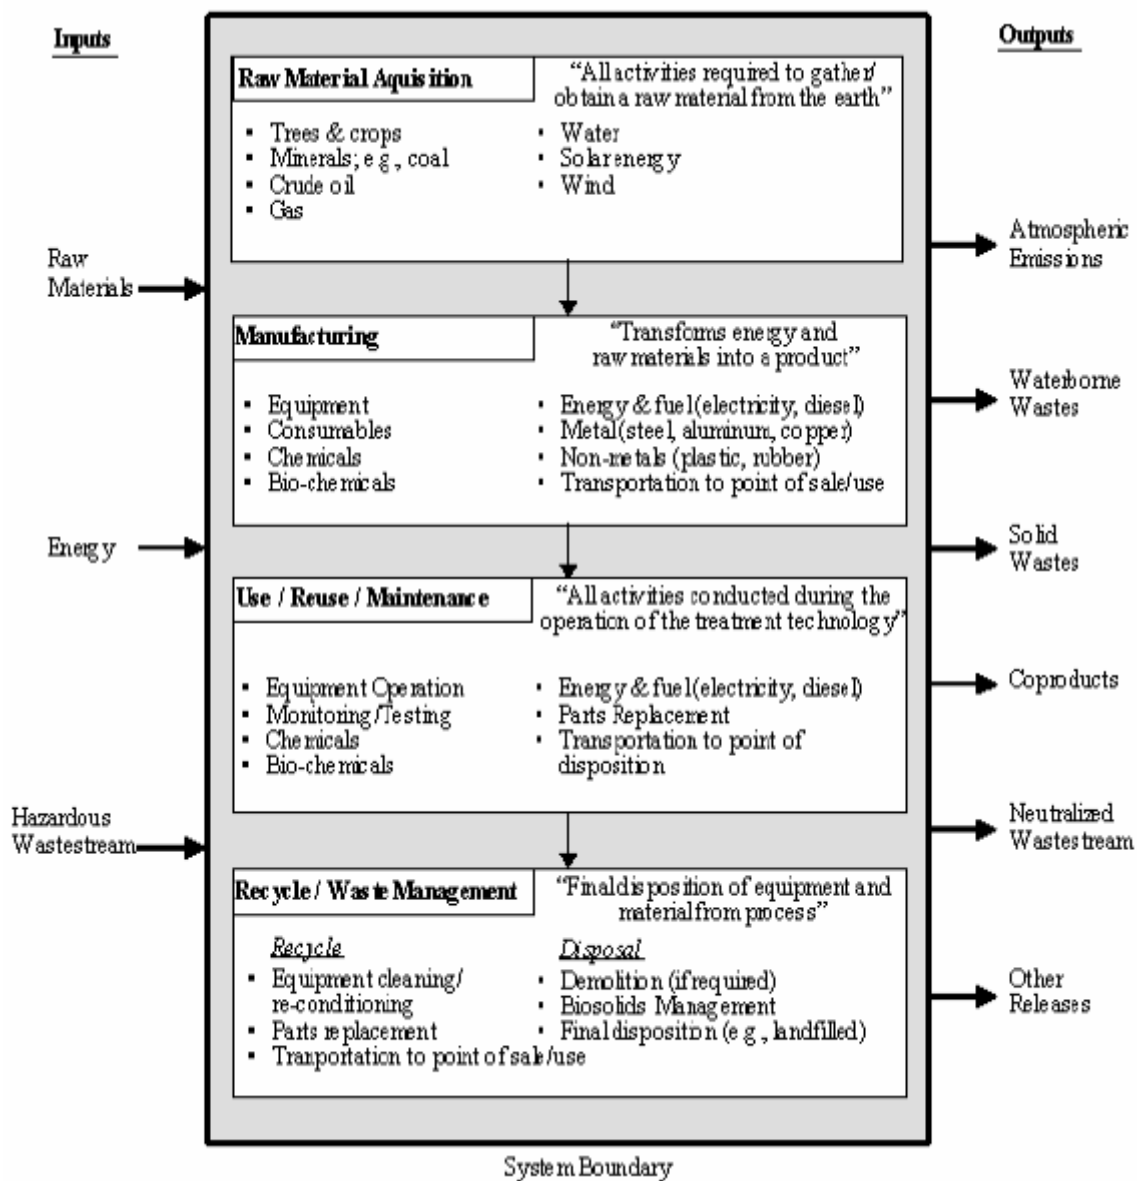 Inputs
Outputs
Raw Material Aquisition
“All activities required to gather/
obtain a raw material from the earth”
▪ Trees & crops
▪ Minerals; e.g., coal
▪ Crude oil
▪ Gas
▪ Water
▪ Solar energy
▪ Wind
Raw
Materials
Atmospheric
Emissions
Manufacturing
“Transforms energy and
raw materials into a product”
▪ Equipment
▪ Consumables
▪ Chemicals
▪ Bio-chemicals
▪ Energy & fuel (electricity, diesel)
▪ Metal (steel, aluminum, copper)
▪ Non-metals (plastic, rubber)
▪ Transportation to point of sale/use
Waterborne
Wastes
Energy
Solid
Wastes
Use / Reuse / Maintenance
“All activities conducted during the
operation of the treatment technology”
▪ Equipment Operation
▪ Monitoring/Testing
▪ Chemicals
▪ Bio-chemicals
▪ Energy & fuel (electricity, diesel)
▪ Parts Replacement
▪ Transportation to point of
disposition
Coproducts
Hazardous
Wastestream
Neutralized
Wastestream
Recycle / Waste Management
“Final disposition of equipment and
material from process”
Recycle
▪ Equipment cleaning/
re-conditioning
▪ Parts replacement
▪ Tranportation to point of sale/use
Disposal
▪ Demolition (if required)
▪ Biosolids Management
▪ Final disposition (e.g., landfilled)
Other
Releases
System Boundary